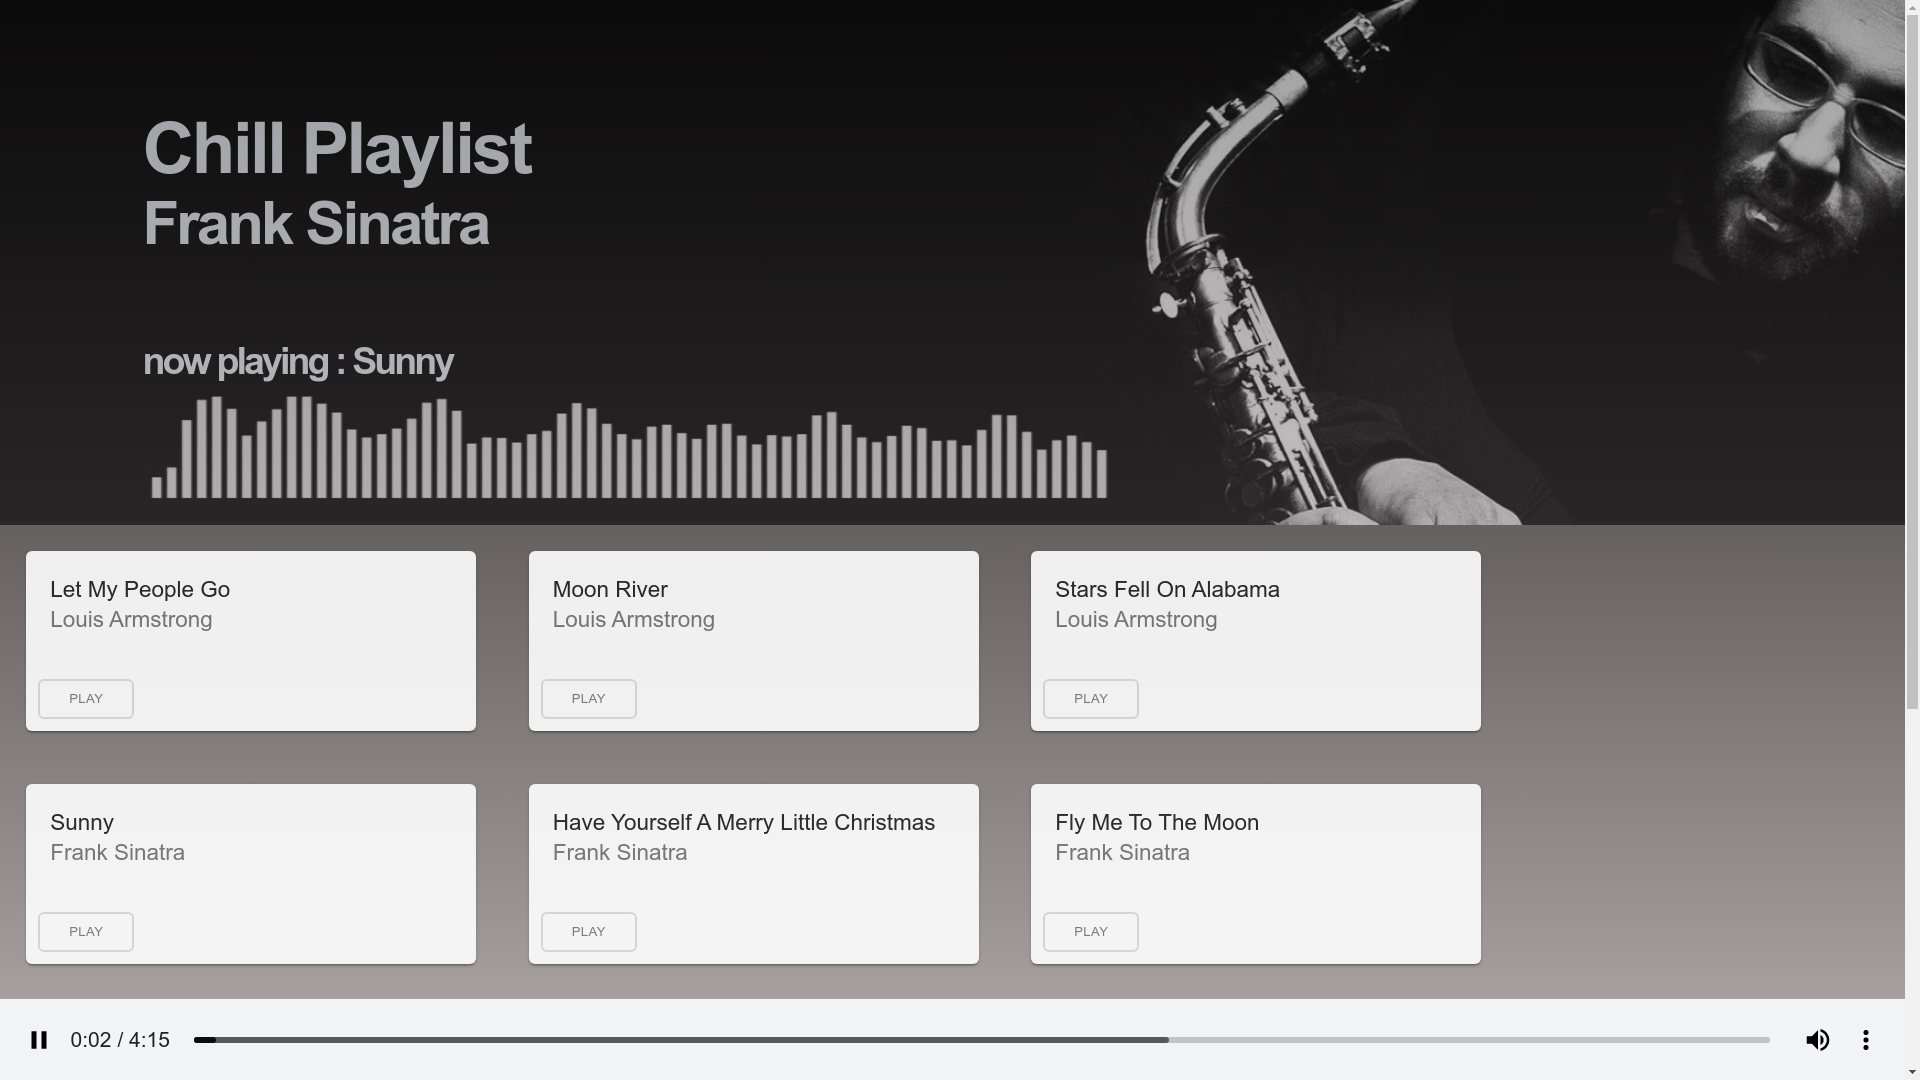 Chill Playlist
Frank Sinatra
now playing : Sunny
Let My People Go
Louis Armstrong
PLAY
Moon River
Louis Armstrong
PLAY
Stars Fell On Alabama
Louis Armstrong
PLAY
Sunny
Frank Sinatra
PLAY
Have Yourself A Merry Little Christmas
Frank Sinatra
PLAY
Fly Me To The Moon
Frank Sinatra
PLAY
0:02 / 4:15